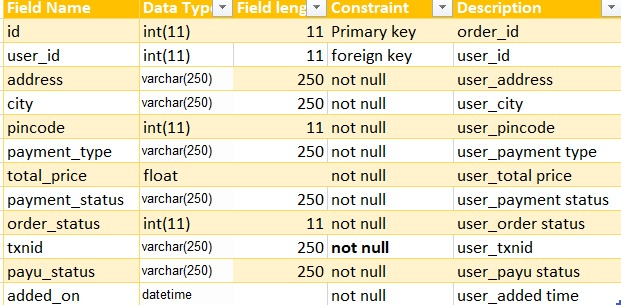 Field Name Data Type Field leng Constraint Description
id int(11) 11 Primary key order_id
user_id int(11) 11 foreign key user_id
address varchar(250) 250 not null user_address
city varchar(250) 250 not null user_city
pincode int(11) 11 not null user_pincode
payment_type varchar(250) 250 not null user_payment type
total_price float not null user_total price
payment_status varchar(250) 250 not null user_payment status
order_status int(11) 11 not null user_order status
txnid varchar(250) 250 not null user_txnid
payu_status varchar(250) 250 not null user_payu status
added_on datetime not null user_added time